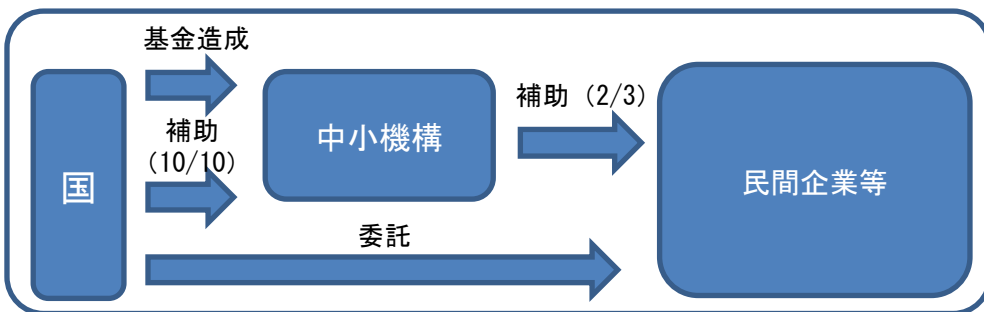 基金造成
補助
(10/10)
国
中小機構
補助 (2/3)
民間企業等
委託